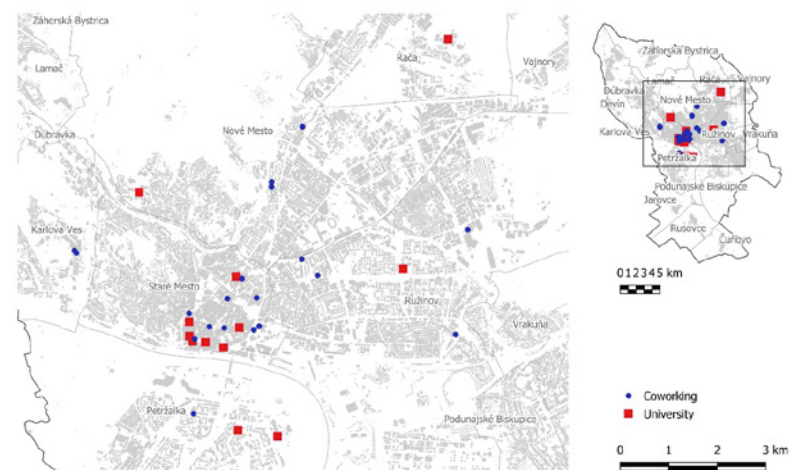 Záhorská Bystrica
Lamač
Rača
Vajnory
Dúbravka
Nové Mesto
Karlova Ves
Staré Mesto
Ružinov
Vrakuňa
Petržalka
Podunajské Biskupice
Záhorská Bystrica
Lamač
Rača
Vajnory
Dúbravka
Nové Mesto
Devín
Karlova Ves
Ružinov
Vrakuňa
Petržalka
Podunajské Biskupice
Jarovce
Rusovce
Čunovo
0 1 2 3 4 5 km
Coworking
University
0 1 2 3 km